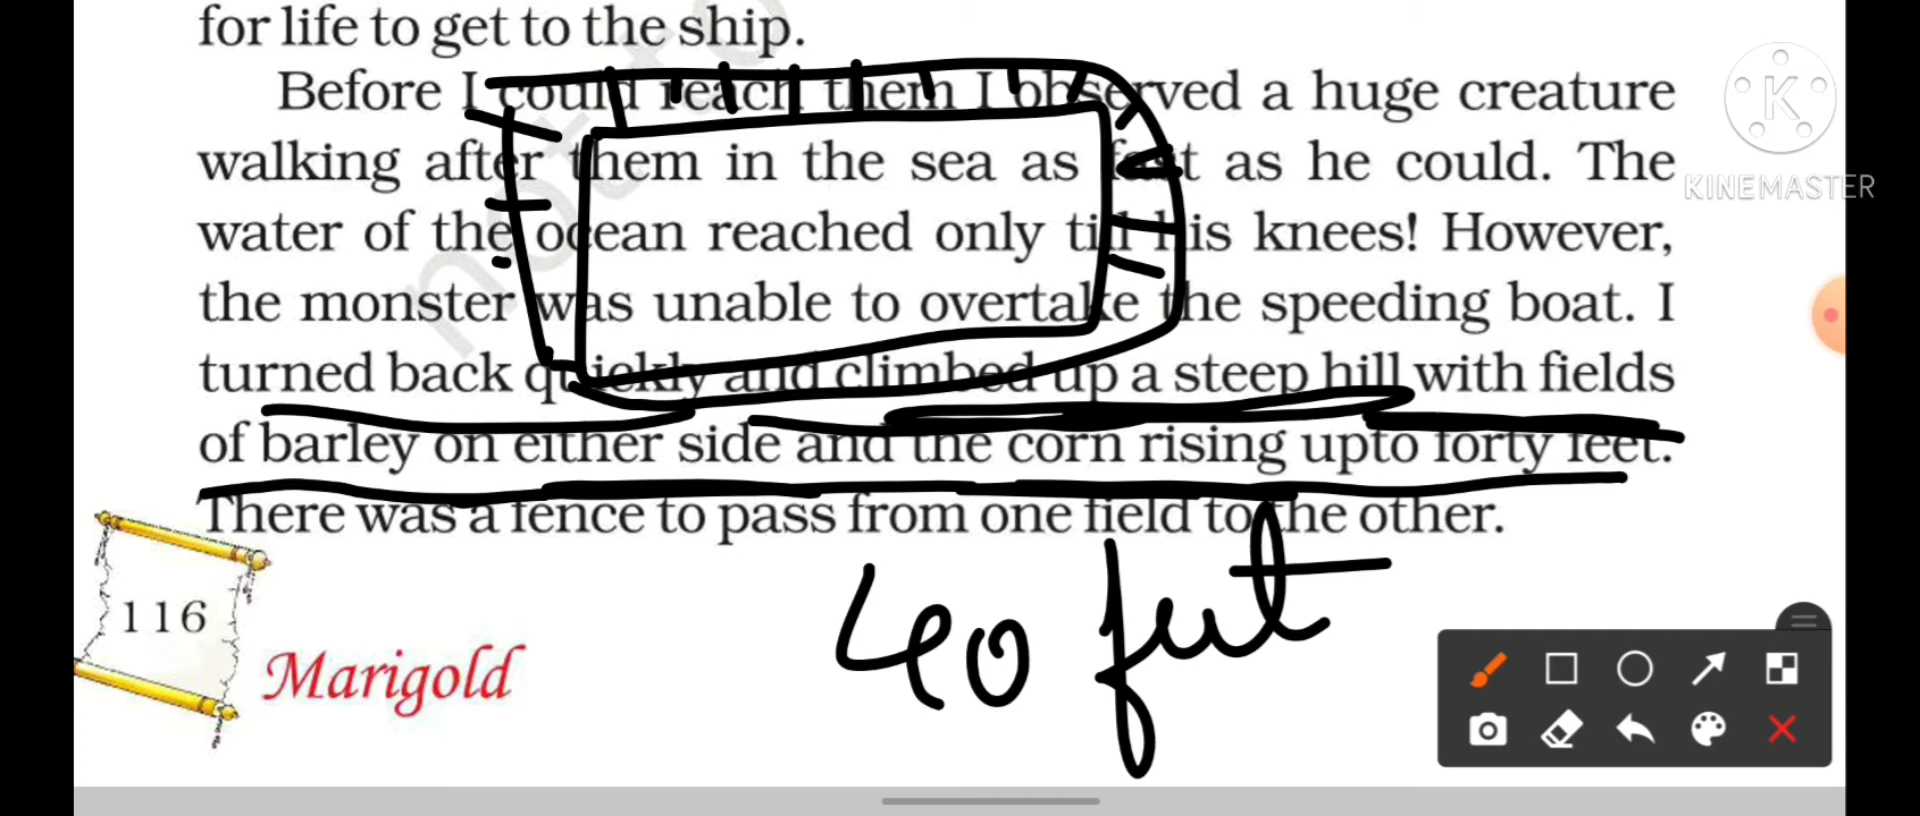 for life to get to the ship.
Before I could reach them I observed a huge creature
walking after them in the sea as fast as he could. The
water of the ocean reached only till his knees! However,
the monster was unable to overtake the speeding boat. I
turned back quickly and climbed up a steep hill with fields
of barley on either side and the corn rising upto forty feet.
There was a fence to pass from one field to the other.
40 feet
116
Marigold
K
KINEMASTER
not to